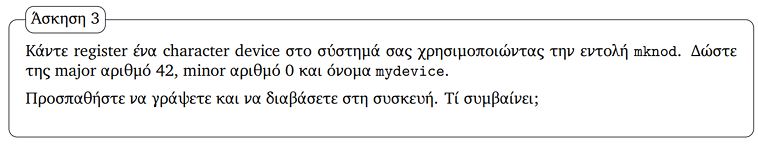 Άσκηση 3
Κάντε register ένα character device στο σύστημά σας χρησιμοποιώντας την εντολή mknod. Δώστε
της major αριθμό 42, minor αριθμό 0 και όνομα mydevice.
Προσπαθήστε να γράψετε και να διαβάσετε στη συσκευή. Τί συμβαίνει;